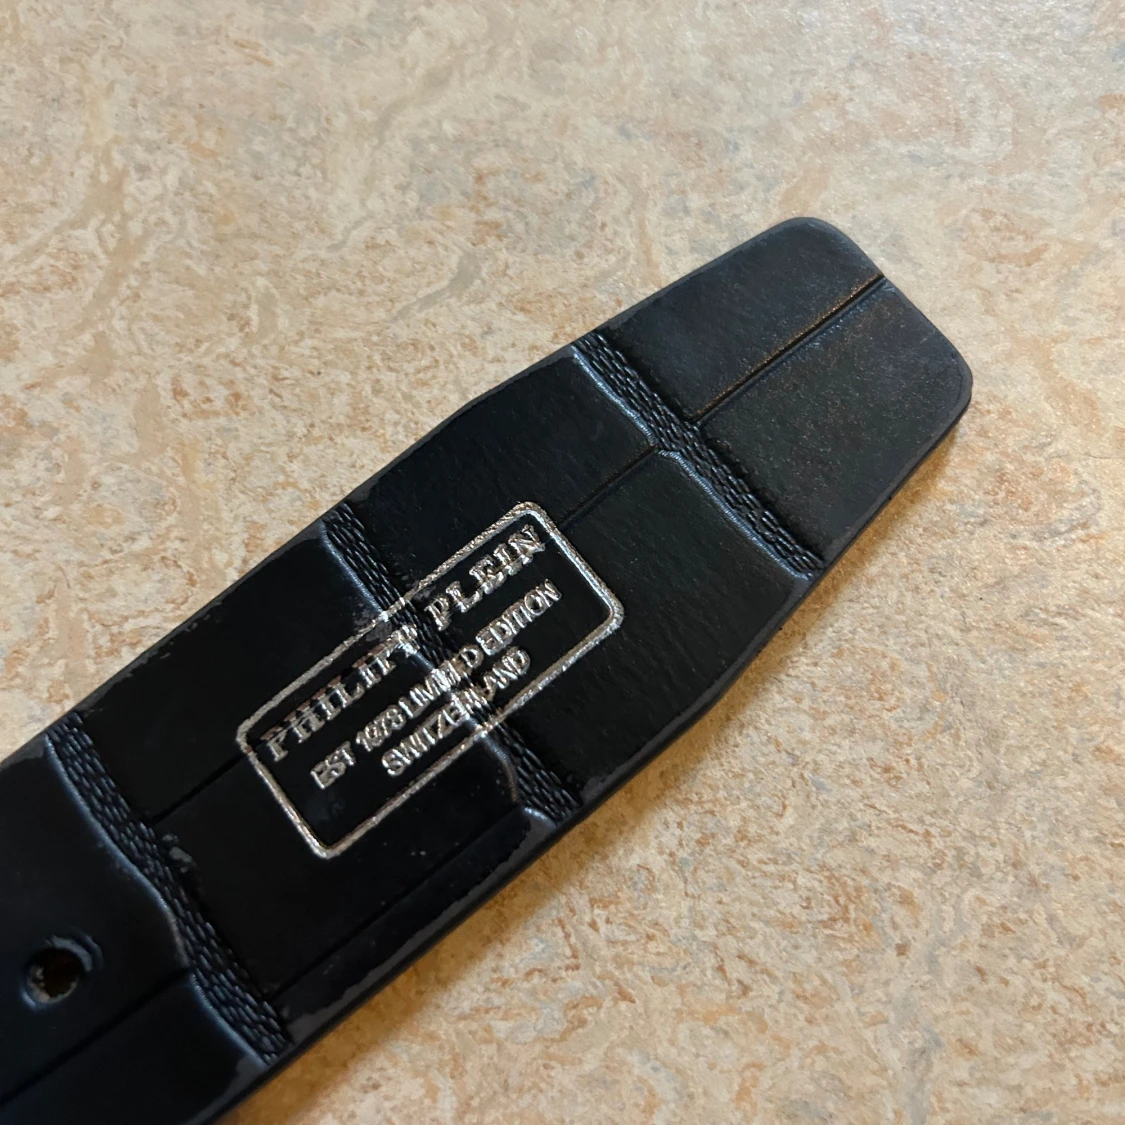 PHILIPP PLEIN
EST 1978 LIMITED EDITION
SWITZERLAND